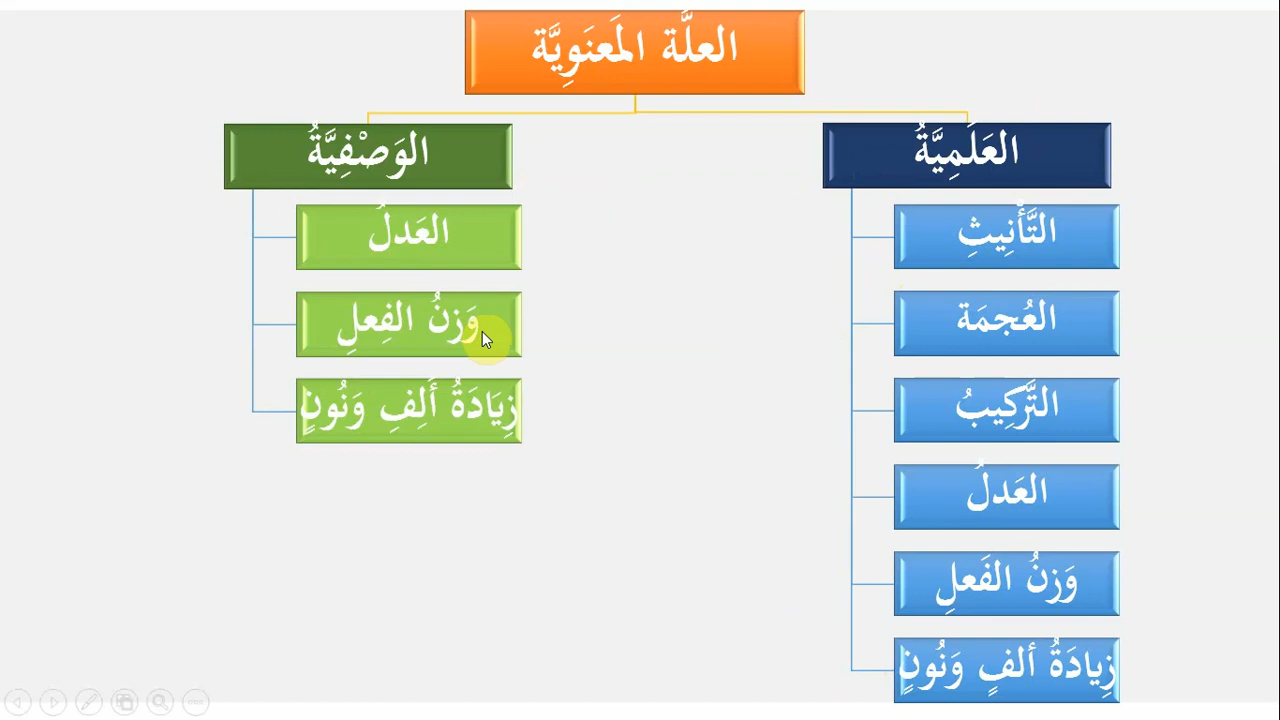 العلَّة المَعنَوِيَّة
العَلَمِيَّةُ
التَّأْنِيثِ
العُجمَة
التَّركِيبُ
العَدلُ
وَزنُ الفَعلِ
زِيادَةُ ألفٍ وَنُونٍ
الوَصْفِيَّةُ
العَدلُ
وَزنُ الفِعلِ
زِيَادَةُ أَلِفِ وَنُونٍ